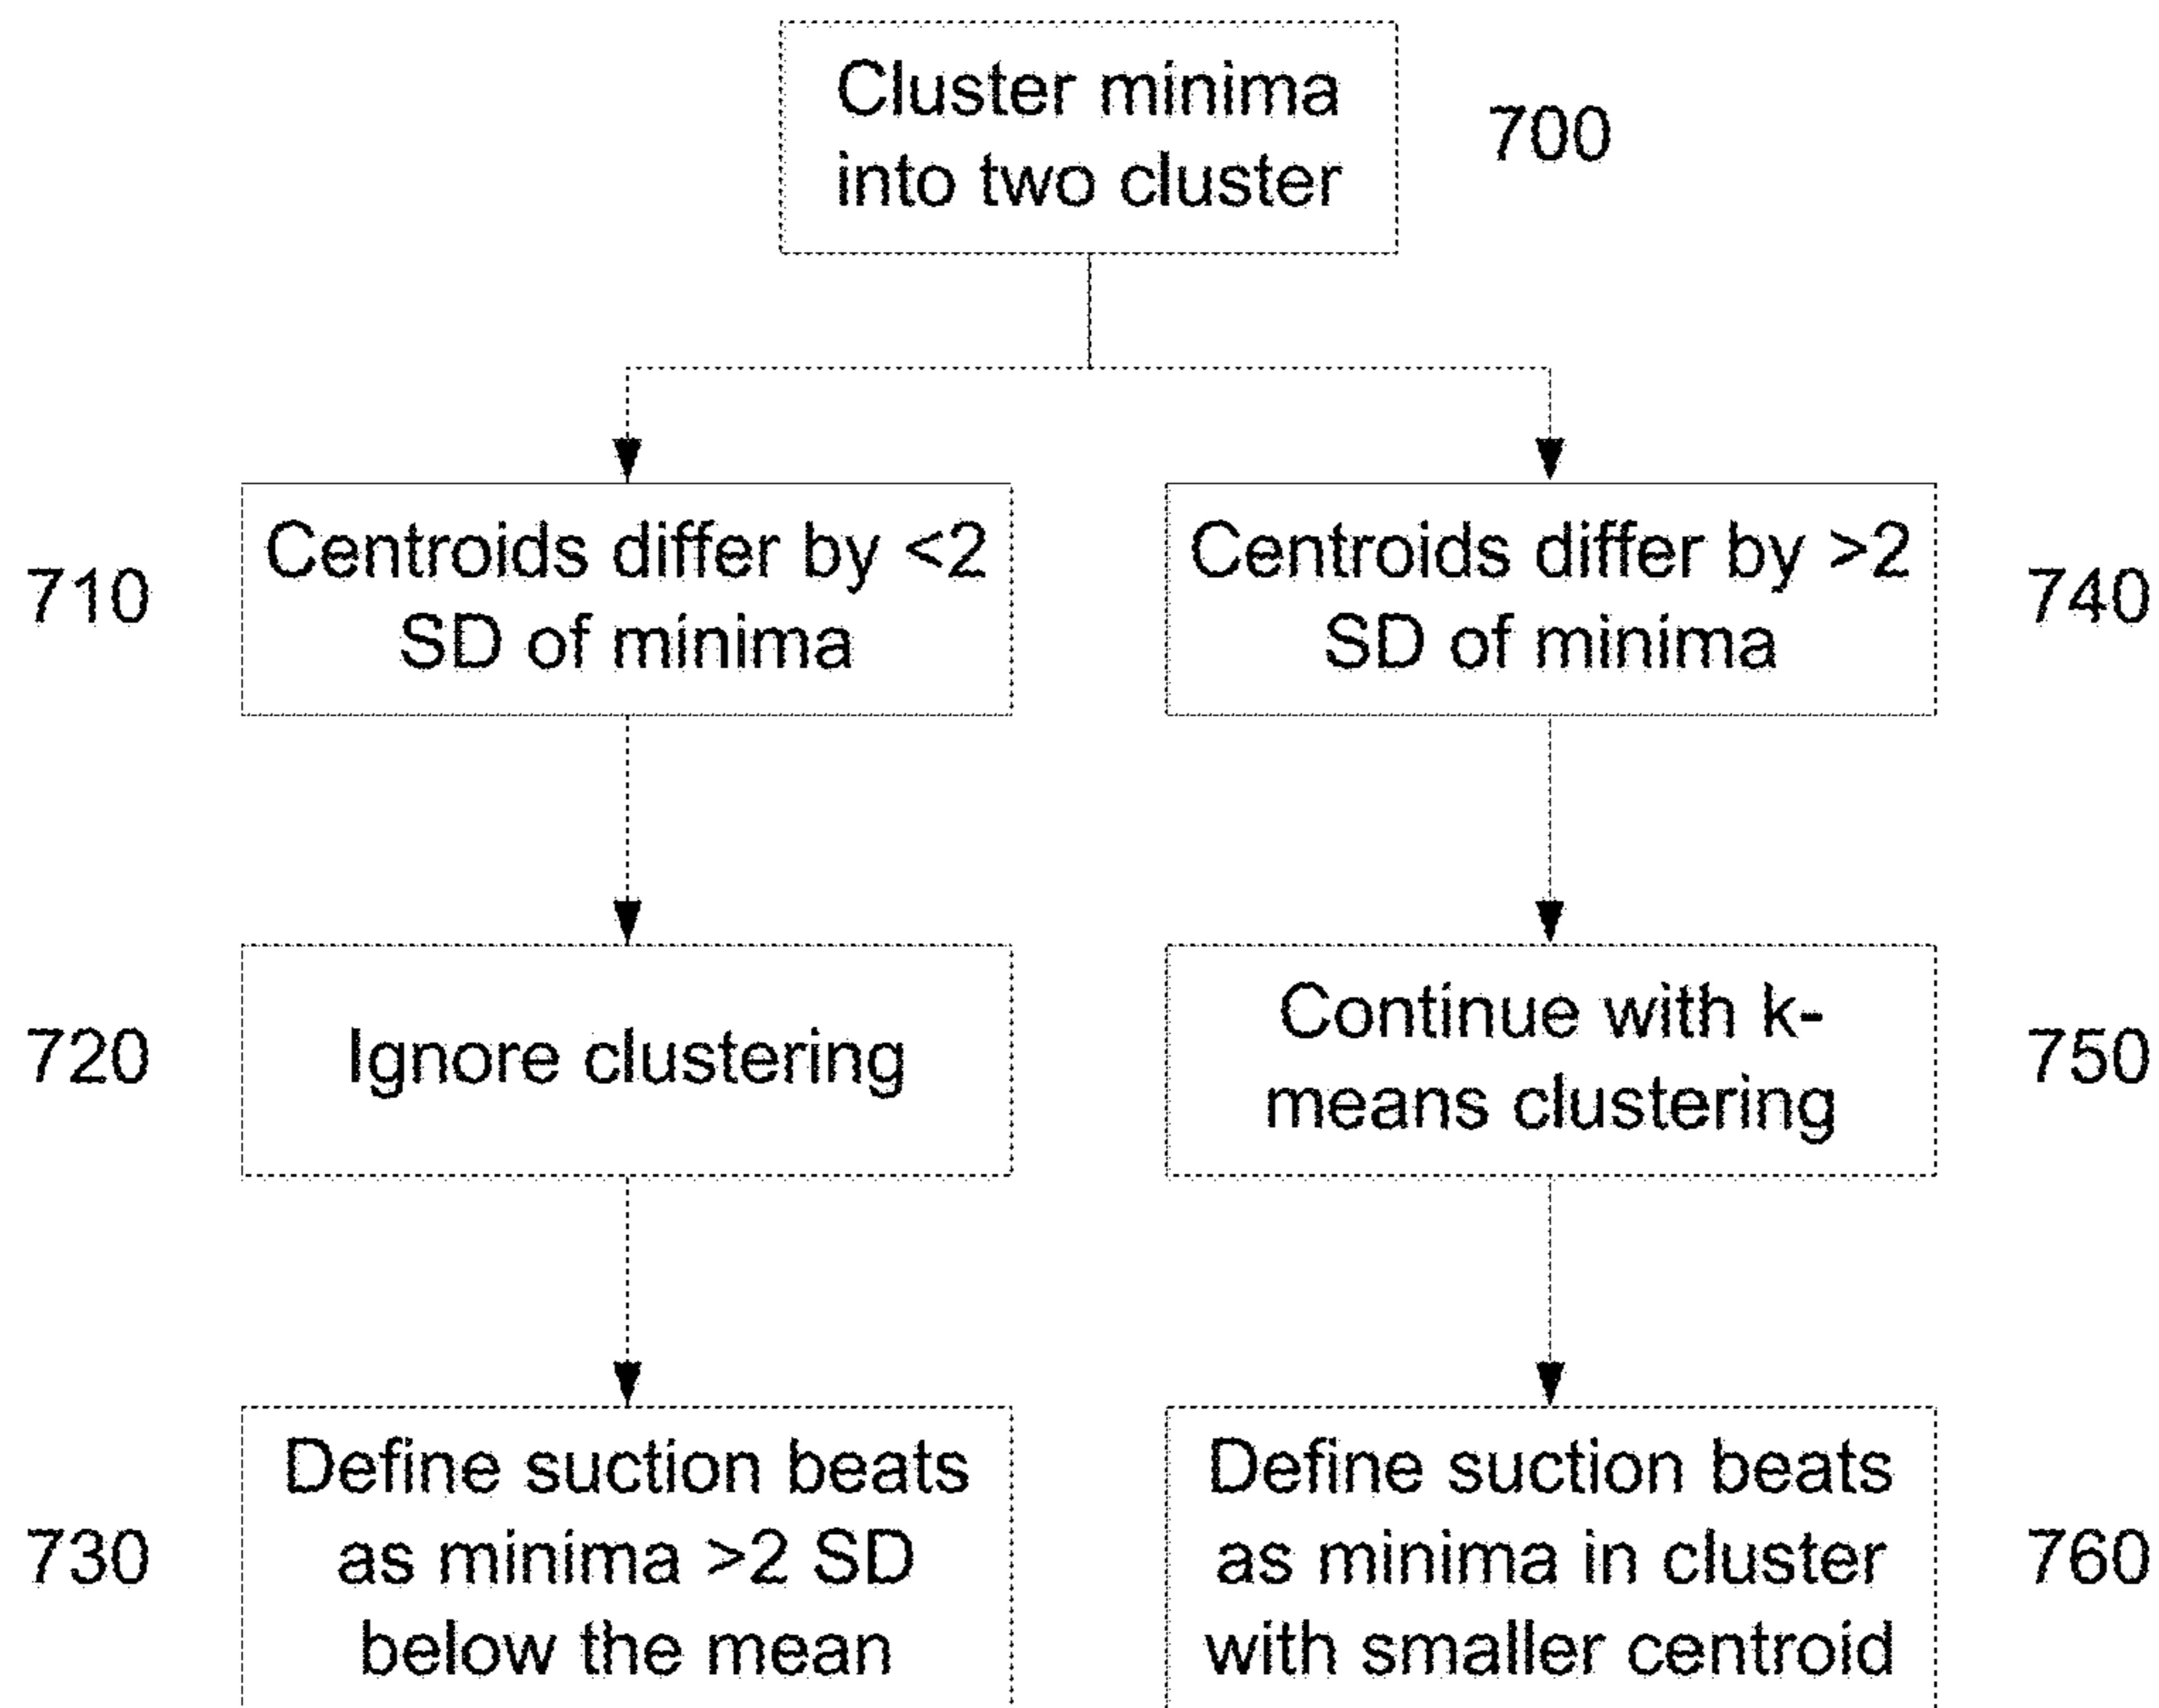 Cluster minima
into two cluster
700
Centroids differ by <2
SD of minima
710
Centroids differ by >2
SD of minima
740
Ignore clustering
720
Continue with k-
means clustering
750
Define suction beats
as minima >2 SD
below the mean
730
Define suction beats
as minima in cluster
with smaller centroid
760